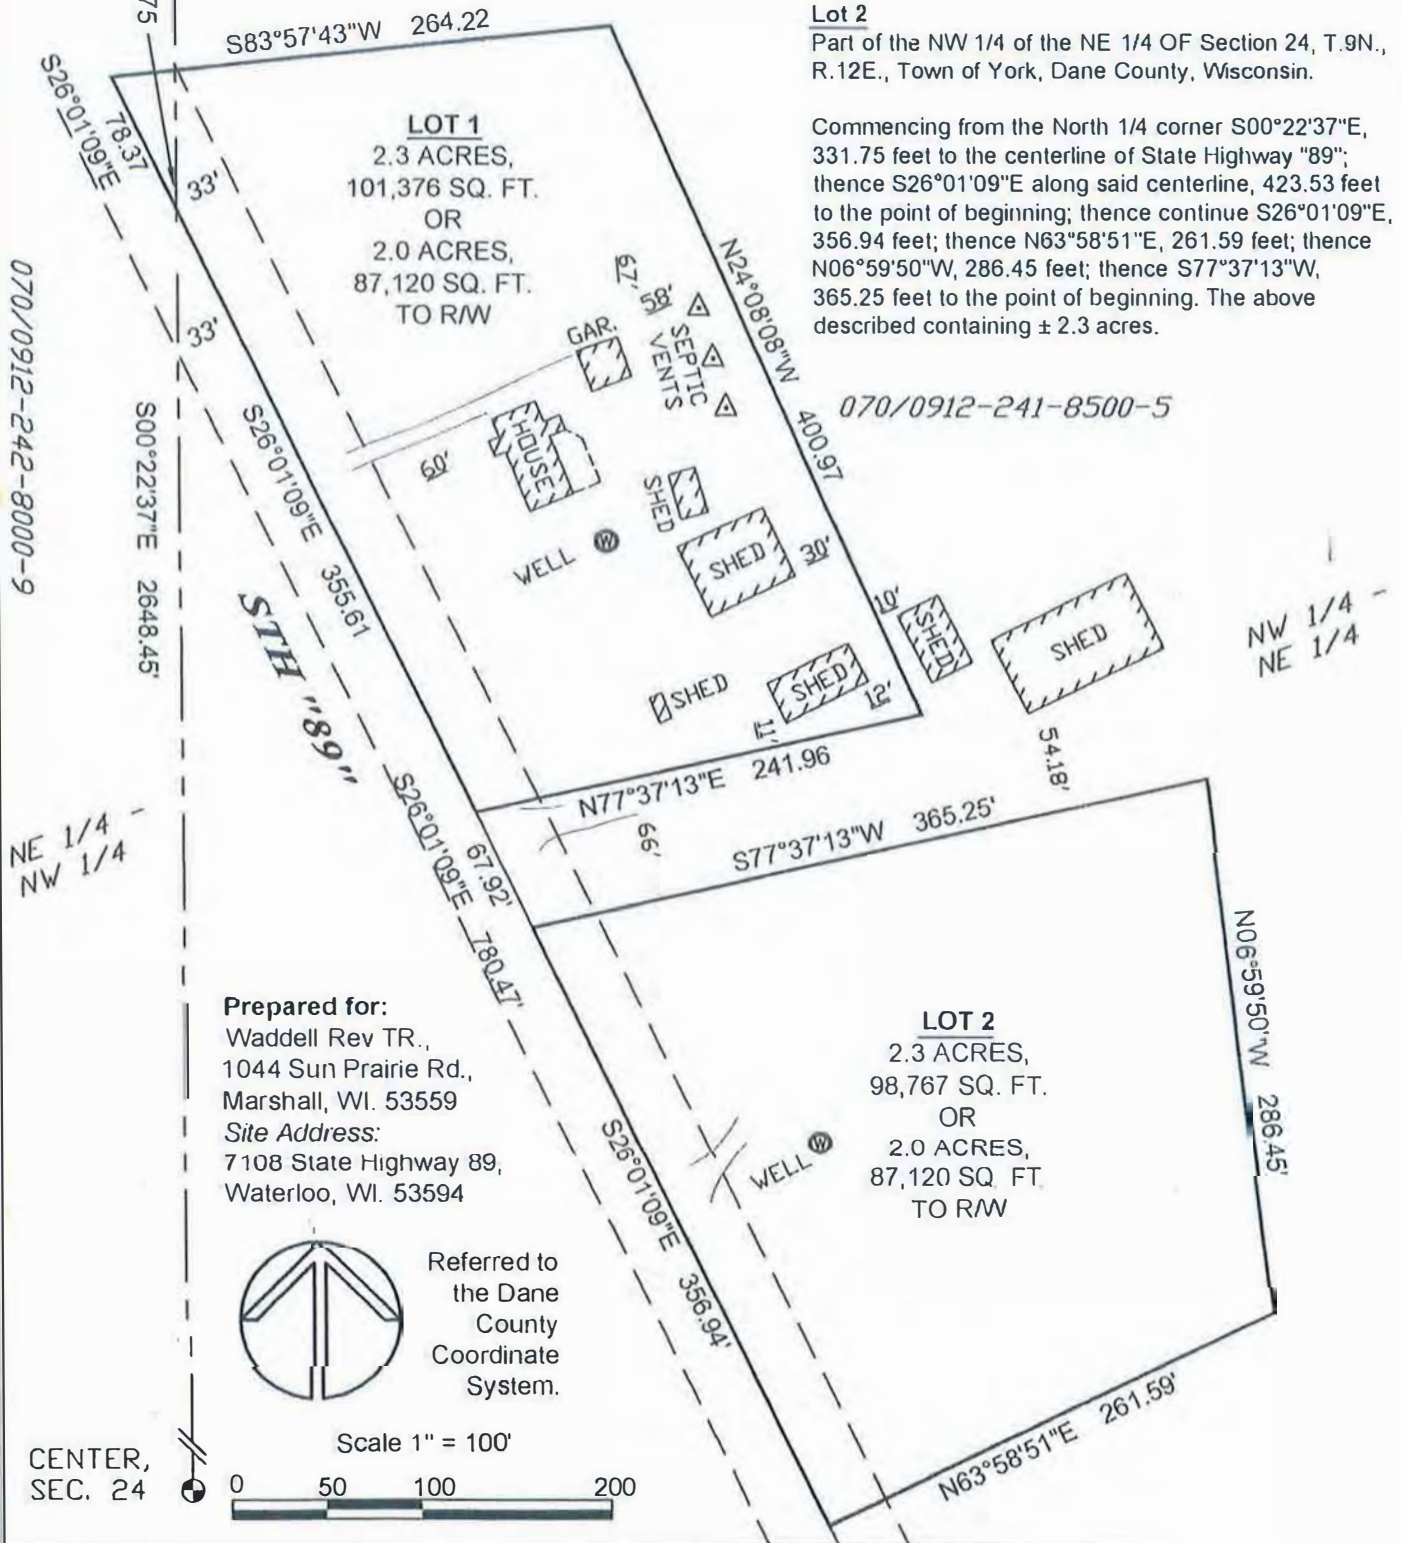 75
S83°57'43"W 264.22
S26°01'09"E
78.37
33'
33'
LOT 1
2.3 ACRES,
101,376 SQ. FT.
OR
2.0 ACRES,
87,120 SQ. FT.
TO R/W
Lot 2
Part of the NW 1/4 of the NE 1/4 OF Section 24, T.9N.,
R.12E., Town of York, Dane County, Wisconsin.
Commencing from the North 1/4 corner S00°22'37"E,
331.75 feet to the centerline of State Highway "89";
thence S26°01'09"E along said centerline, 423.53 feet
to the point of beginning; thence continue S26°01'09"E,
356.94 feet; thence N63°58'51"E, 261.59 feet; thence
N06°59'50"W, 286.45 feet; thence S77°37'13"W,
365.25 feet to the point of beginning. The above
described containing ± 2.3 acres.
070/0912-241-8500-5
070/0912-242-8000-9
N24°08'08"W 400.97
67'
58'
SEPTIC
VENTS
GAR.
HOUSE
60'
SHED
SHED
30'
WELL W
10'
SHED
SHED
SHED
SHED
12'
11'
54.18'
S00°22'37"E 2648.45'
S26°01'09"E 355.61
STH "89"
NW 1/4
NE 1/4
NE 1/4
NW 1/4
N77°37'13"E 241.96
66'
S26°01'09"E 780.47'
67.92'
S77°37'13"W 365.25'
N06°59'50"W 286.45'
LOT 2
2.3 ACRES,
98,767 SQ. FT.
OR
2.0 ACRES,
87,120 SQ. FT.
TO R/W
WELL W
S26°01'09"E 356.94'
N63°58'51"E 261.59'
Prepared for:
Waddell Rev TR.,
1044 Sun Prairie Rd.,
Marshall, WI. 53559
Site Address:
7108 State Highway 89,
Waterloo, WI. 53594
Referred to
the Dane
County
Coordinate
System.
Scale 1" = 100'
0 50 100 200
CENTER,
SEC. 24